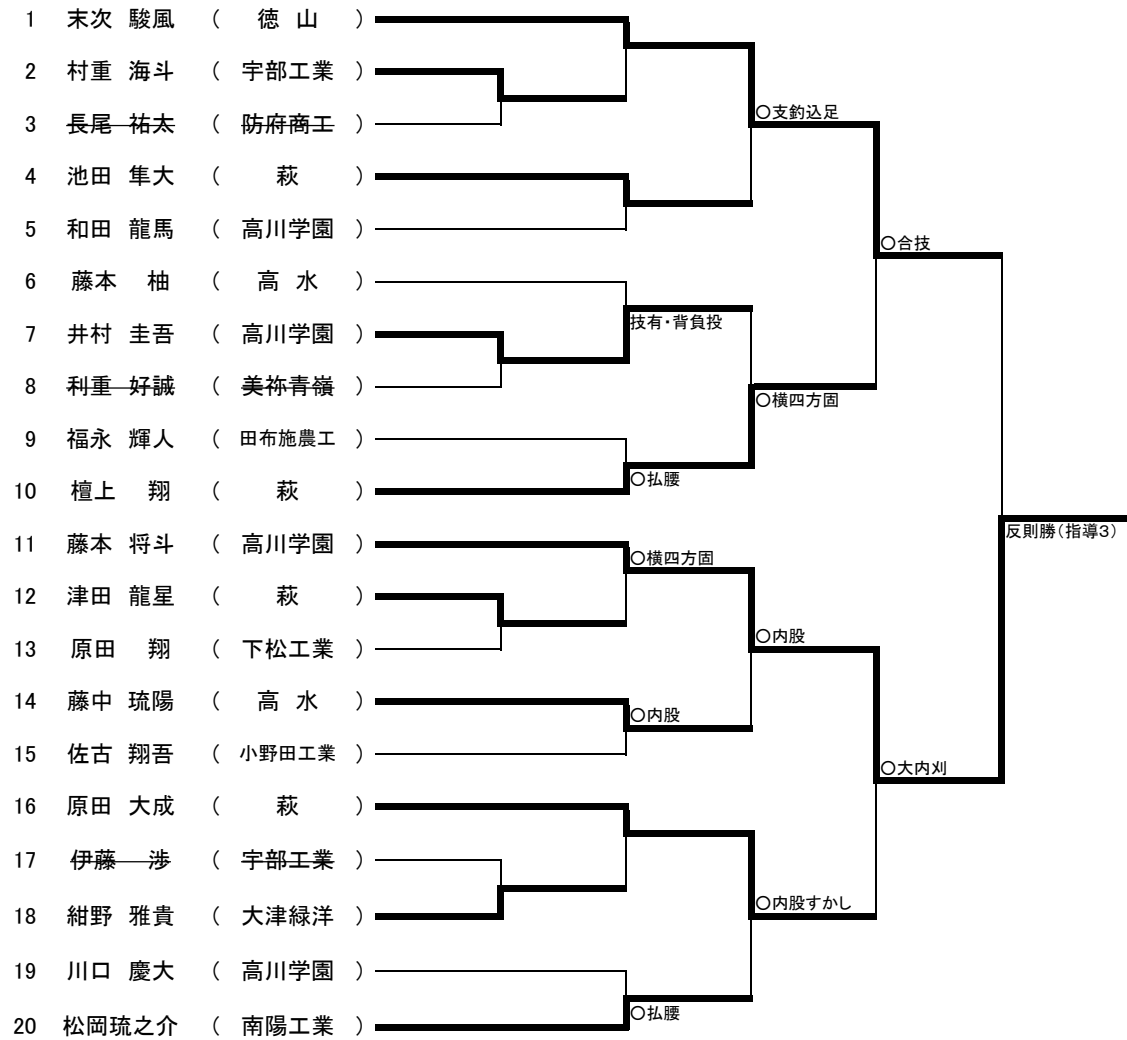 1 末次 駿風 ( 徳 山 )
2 村重 海斗 ( 宇部工業 )
〇支釣込足
3 長尾 祐太 ( 防府商工 )
4 池田 隼大 ( 萩 )
5 和田 龍馬 ( 高川学園 )
〇合技
6 藤本 柚 ( 高 水 )
技有・背負投
7 井村 圭吾 ( 高川学園 )
8 利重 好誠 ( 美祢青嶺 )
〇横四方固
9 福永 輝人 ( 田布施農工 )
〇払腰
10 檀上 翔 ( 萩 )
反則勝(指導3)
11 藤本 将斗 ( 高川学園 )
〇横四方固
12 津田 龍星 ( 萩 )
〇内股
13 原田 翔 ( 下松工業 )
14 藤中 琉陽 ( 高 水 )
〇内股
15 佐古 翔吾 ( 小野田工業 )
〇大内刈
16 原田 大成 ( 萩 )
17 伊藤 渉 ( 宇部工業 )
〇内股すかし
18 紺野 雅貴 ( 大津緑洋 )
19 川口 慶大 ( 高川学園 )
〇払腰
20 松岡琉之介 ( 南陽工業 )